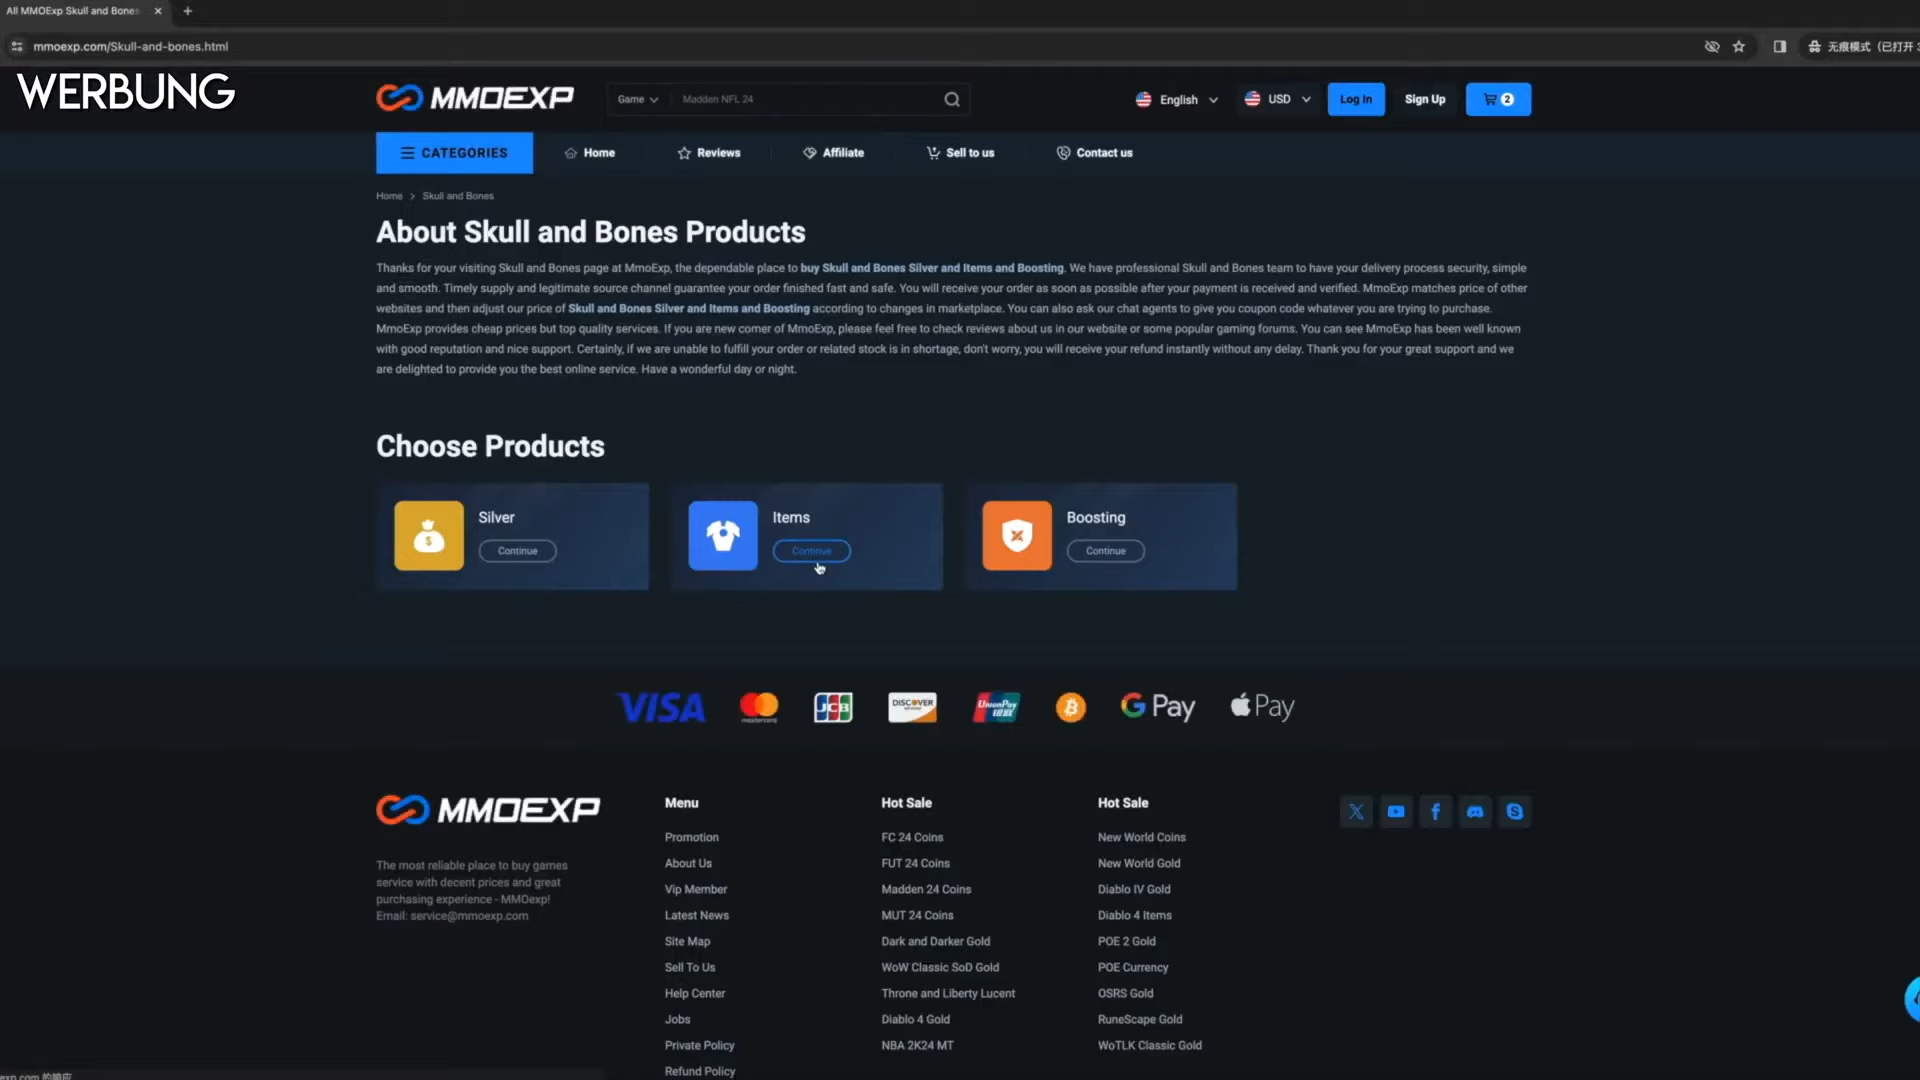 All MMOExp Skull and Bones
mmoexp.com/Skull-and-bones.html
无痕模式 (已打开 3
WERBUNG
MMOEXP
Game
Madden NFL 24
English
USD
Log In
Sign Up
2
CATEGORIES
Home
Reviews
Affiliate
Sell to us
Contact us
Home > Skull and Bones
About Skull and Bones Products
Thanks for your visiting Skull and Bones page at MmoExp, the dependable place to buy Skull and Bones Silver and Items and Boosting. We have professional Skull and Bones team to have your delivery process security, simple
and smooth. Timely supply and legitimate source channel guarantee your order finished fast and safe. You will receive your order as soon as possible after your payment is received and verified. MmoExp matches price of other
websites and then adjust our price of Skull and Bones Silver and Items and Boosting according to changes in marketplace. You can also ask our chat agents to give you coupon code whatever you are trying to purchase.
MmoExp provides cheap prices but top quality services. If you are new comer of MmoExp, please feel free to check reviews about us in our website or some popular gaming forums. You can see MmoExp has been well known
with good reputation and nice support. Certainly, if we are unable to fulfill your order or related stock is in shortage, don't worry, you will receive your refund instantly without any delay. Thank you for your great support and we
are delighted to provide you the best online service. Have a wonderful day or night.
Choose Products
Silver
Continue
Items
Continue
Boosting
Continue
VISA
mastercard
JCB
DISCOVER
UnionPay
银联
G Pay
Pay
MMOEXP
The most reliable place to buy games
service with decent prices and great
purchasing experience - MMOexp!
Email: service@mmoexp.com
Menu
Promotion
About Us
Vip Member
Latest News
Site Map
Sell To Us
Help Center
Jobs
Private Policy
Refund Policy
Hot Sale
FC 24 Coins
FUT 24 Coins
Madden 24 Coins
MUT 24 Coins
Dark and Darker Gold
WoW Classic SoD Gold
Throne and Liberty Lucent
Diablo 4 Gold
NBA 2K24 MT
Hot Sale
New World Coins
New World Gold
Diablo IV Gold
Diablo 4 Items
POE 2 Gold
POE Currency
OSRS Gold
RuneScape Gold
WoTLK Classic Gold